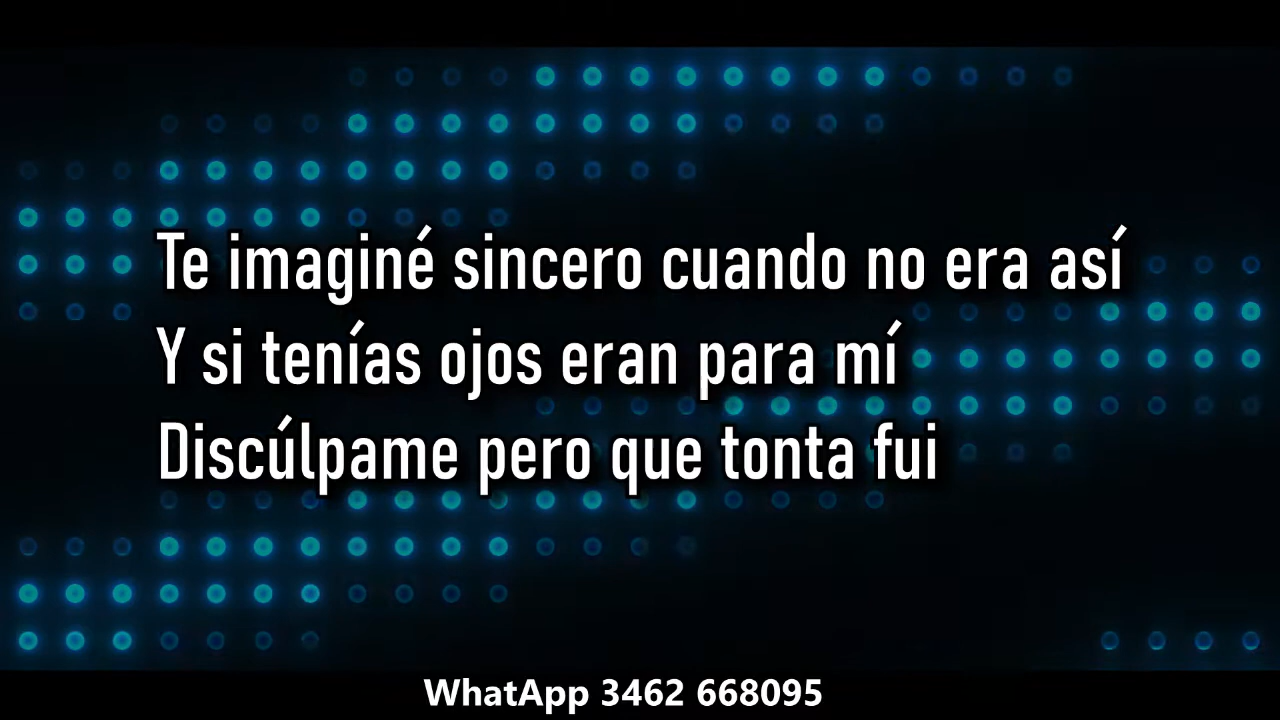 Te imaginé sincero cuando no era así
Y si tenías ojos eran para mí
Discúlpame pero que tonta fui
WhatApp 3462 668095